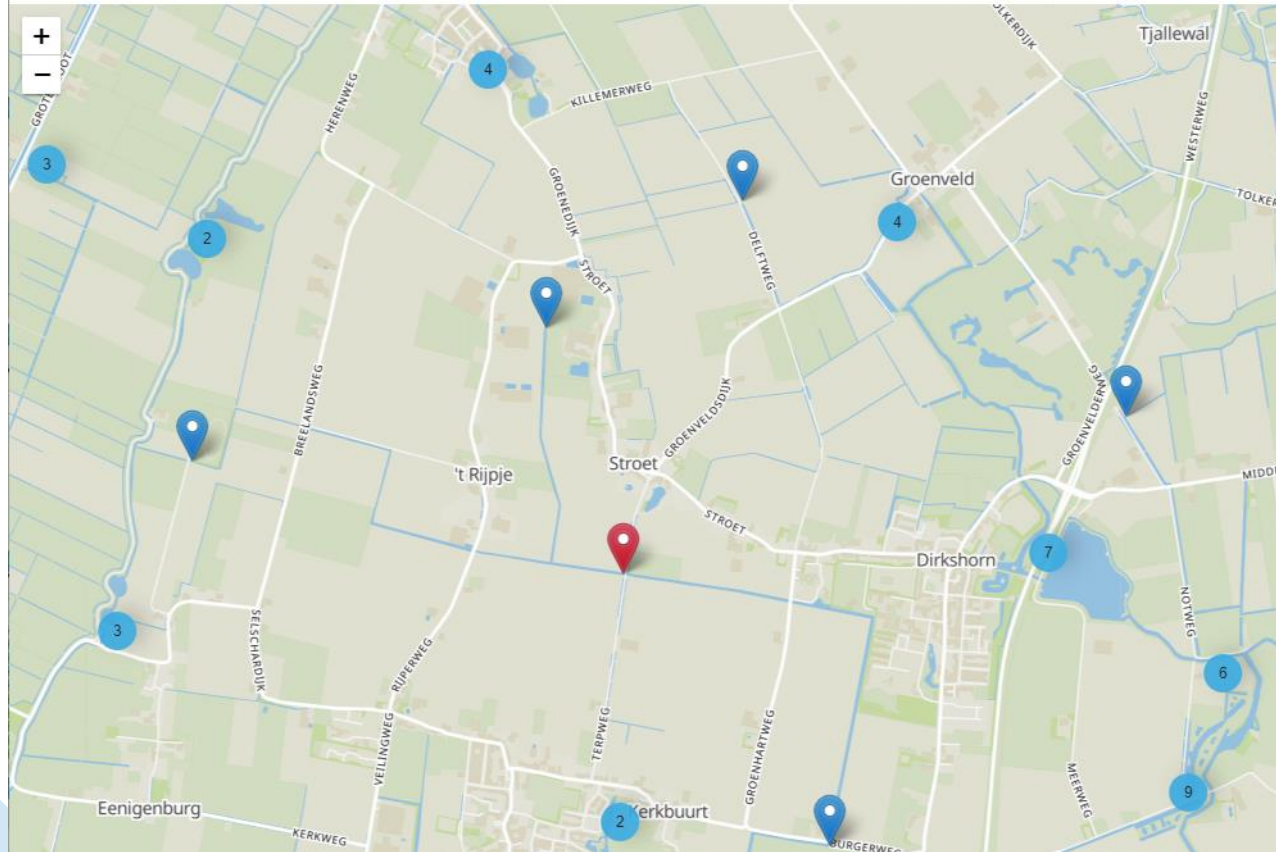 +
−
Tjallewal
OLKERDIJK
4
HERENWEG
KILLEMERWEG
WESTERWEG
3
Groenveld
GROENEDIJK
TOLKER
4
2
DELFTWEG
STROET
GROENVELDERWEG
GROENVELDSDIJK
BREELANDSWEG
Stroet
't Rijpje
MIDDE
STROET
7
Dirkshorn
NOTWEG
3
SELSCHARDIJK
RIJPERWEG
6
TERPWEG
VEILINGWEG
GROENHARTWEG
MEERWEG
9
Eenigenburg
2
Kerkbuurt
KERKWEG
BURGERWEG